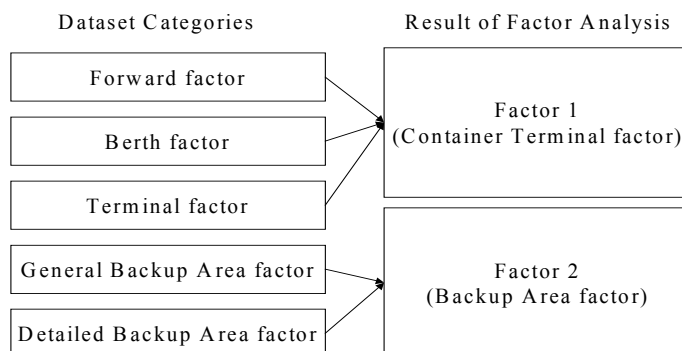 Dataset Categories
Result of Factor Analysis
Forward factor
Berth factor
Terminal factor
General Backup Area factor
Detailed Backup Area factor
Factor 1
(Container Terminal factor)
Factor 2
(Backup Area factor)